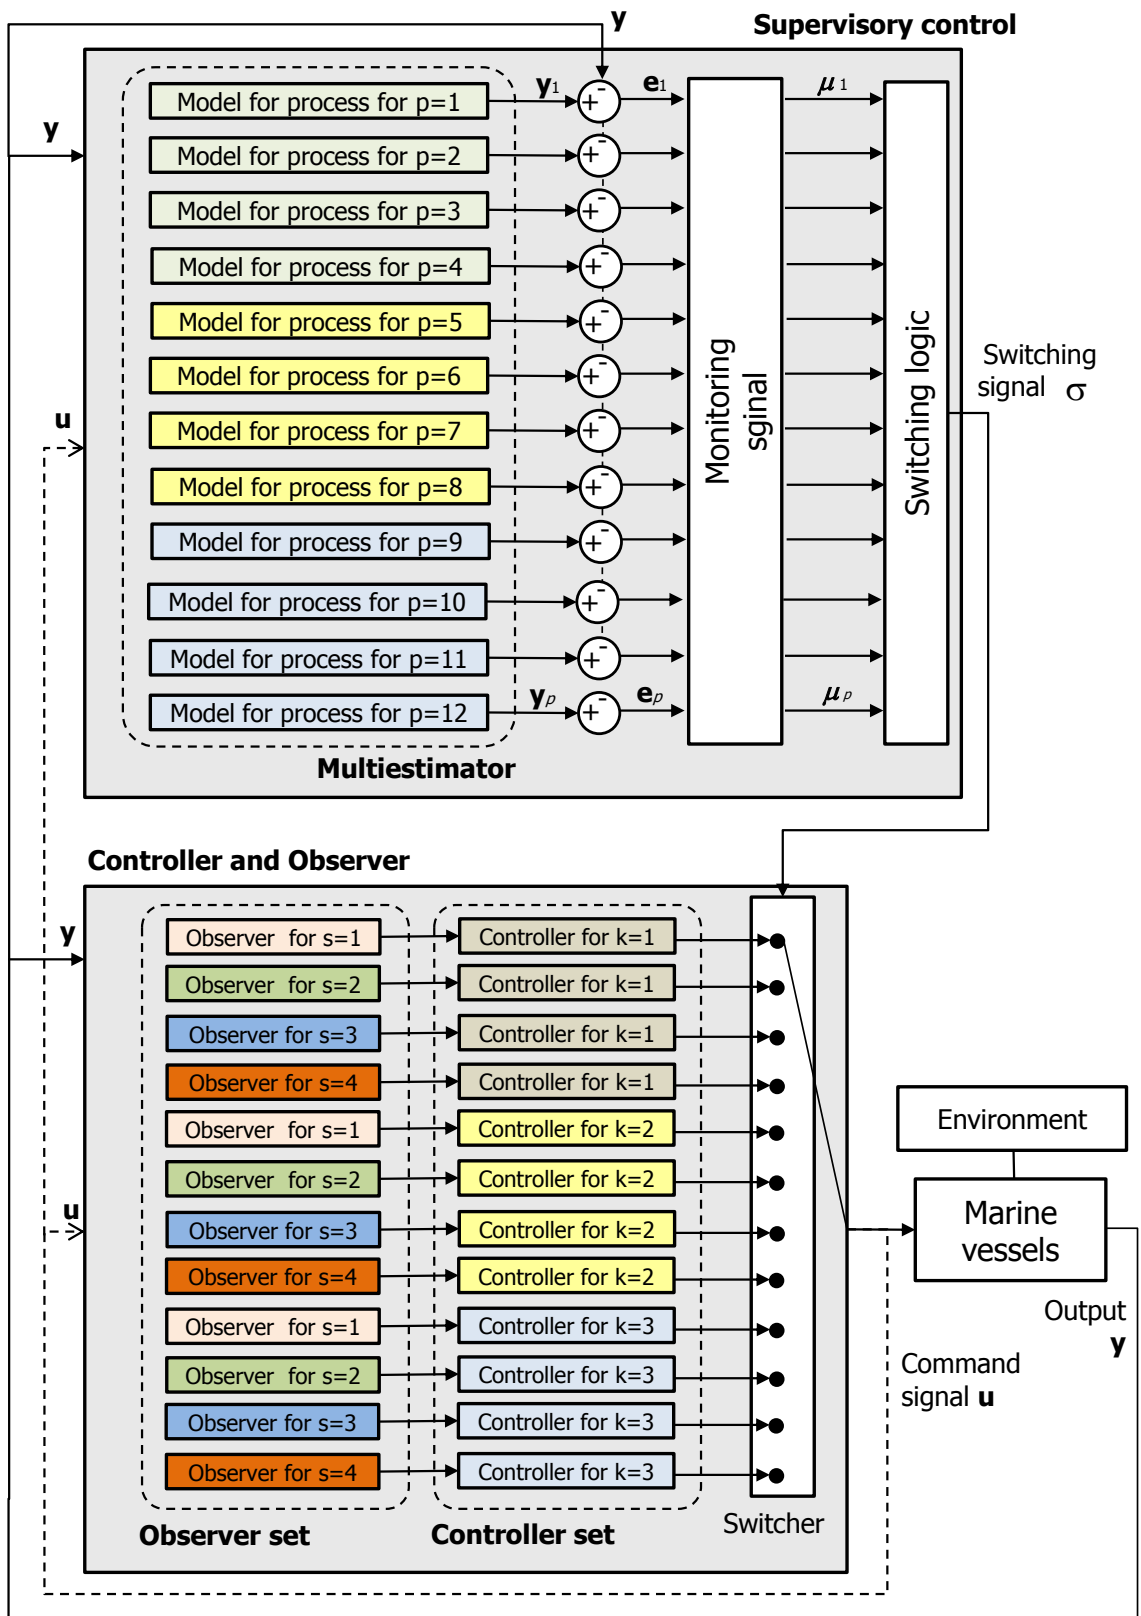 y
Supervisory control
Model for process for p=1
y1
+
-
e1
μ1
y
Model for process for p=2
+
-
Model for process for p=3
+
-
Model for process for p=4
+
-
Model for process for p=5
+
-
Model for process for p=6
+
-
Model for process for p=7
+
-
Model for process for p=8
+
-
Model for process for p=9
+
-
Model for process for p=10
+
-
Model for process for p=11
+
-
Model for process for p=12
yp
+
-
ep
μp
Monitoring
sginal
Switching logic
Switching
signal σ
u
Multiestimator
Controller and Observer
y
Observer for s=1
Controller for k=1
Observer for s=2
Controller for k=1
Observer for s=3
Controller for k=1
Observer for s=4
Controller for k=1
Observer for s=1
Controller for k=2
Observer for s=2
Controller for k=2
u
Observer for s=3
Controller for k=2
Observer for s=4
Controller for k=2
Observer for s=1
Controller for k=3
Observer for s=2
Controller for k=3
Observer for s=3
Controller for k=3
Observer for s=4
Controller for k=3
Observer set
Controller set
Switcher
Environment
Marine
vessels
Output
y
Command
signal u